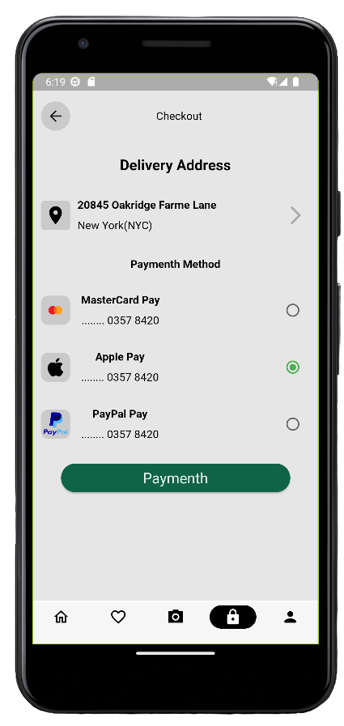 6:19
Checkout
Delivery Address
20845 Oakridge Farme Lane
New York(NYC)
Paymenth Method
MasterCard Pay
........ 0357 8420
Apple Pay
........ 0357 8420
PayPal Pay
........ 0357 8420
PayPal
Paymenth